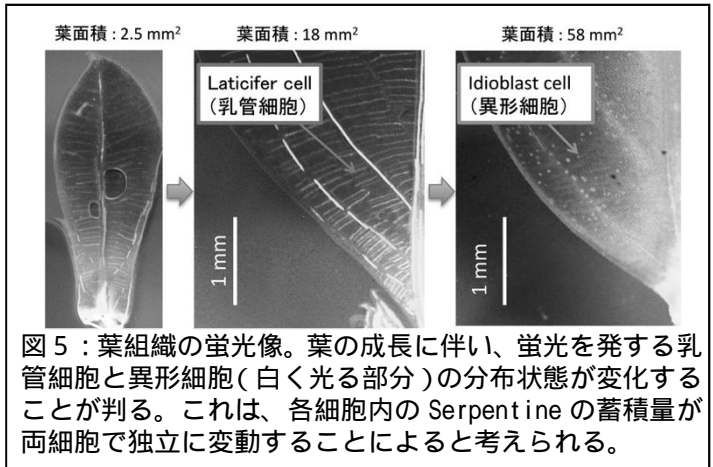 葉面積 : 2.5 mm²
葉面積 : 18 mm²
葉面積 : 58 mm²
Laticifer cell
(乳管細胞)
Idioblast cell
(異形細胞)
1 mm
1 mm
図５：葉組織の蛍光像。葉の成長に伴い、蛍光を発する乳
管細胞と異形細胞(白く光る部分)の分布状態が変化する
ことが判る。これは、各細胞内の Serpentine の蓄積量が
両細胞で独立に変動することによると考えられる。